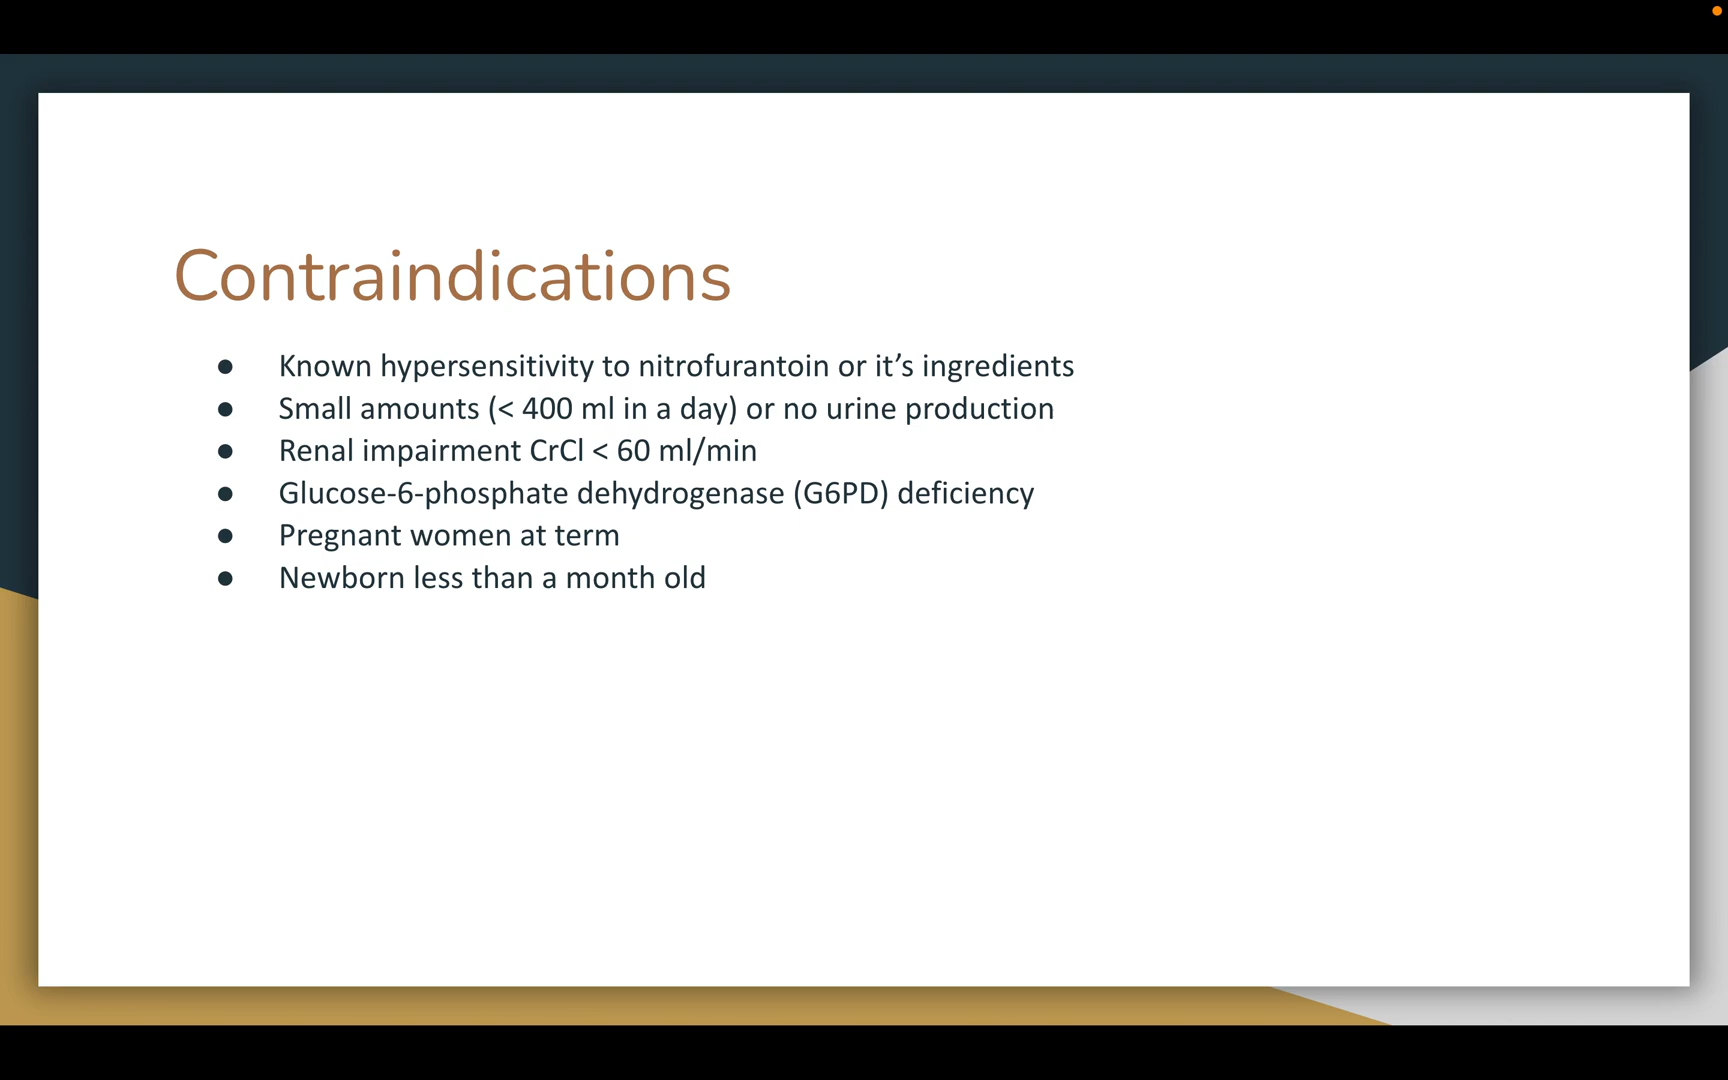 Contraindications
● Known hypersensitivity to nitrofurantoin or it’s ingredients
● Small amounts (< 400 ml in a day) or no urine production
● Renal impairment CrCl < 60 ml/min
● Glucose-6-phosphate dehydrogenase (G6PD) deficiency
● Pregnant women at term
● Newborn less than a month old